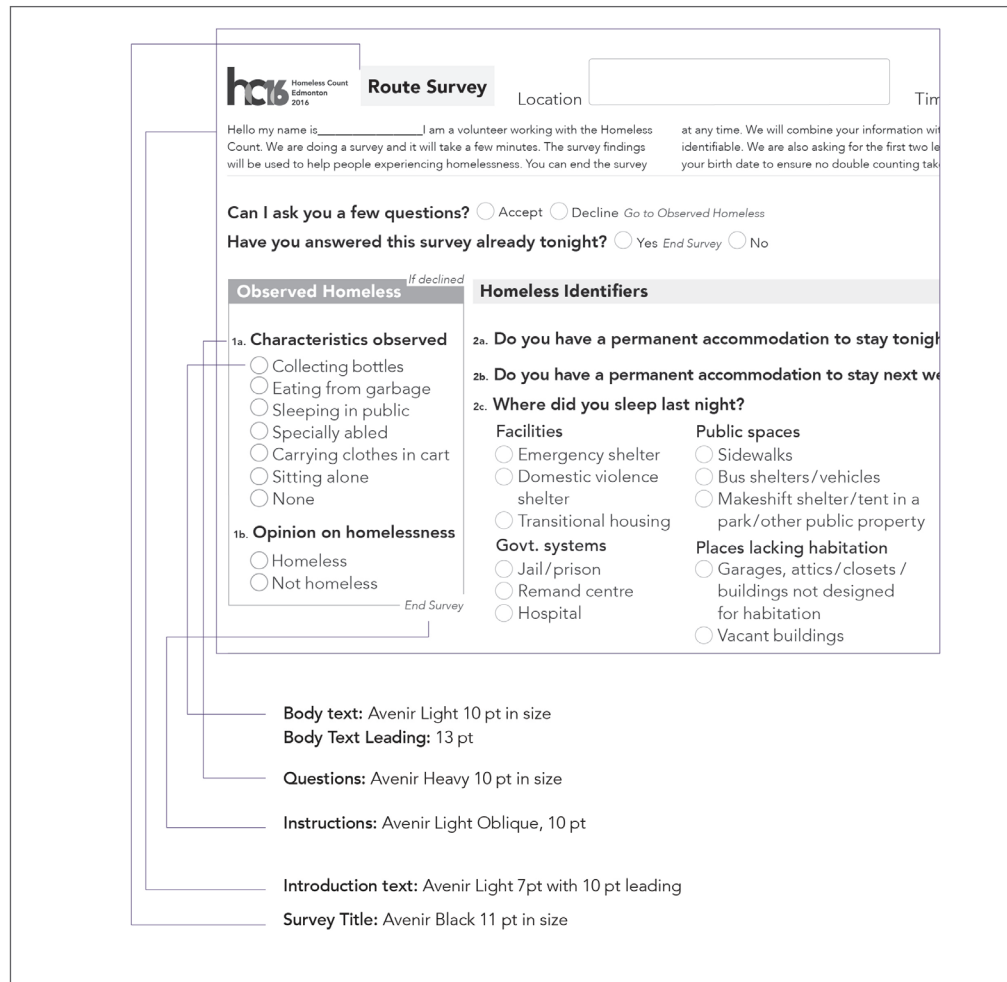 hc16 Homeless Count
Edmonton
2016
Route Survey
Location
Tim
Hello my name is__________________I am a volunteer working with the Homeless
Count. We are doing a survey and it will take a few minutes. The survey findings
will be used to help people experiencing homelessness. You can end the survey
at any time. We will combine your information wit
identifiable. We are also asking for the first two le
your birth date to ensure no double counting tak
Can I ask you a few questions? Accept Decline Go to Observed Homeless
Have you answered this survey already tonight? Yes End Survey No
If declined
Observed Homeless
1a. Characteristics observed
Collecting bottles
Eating from garbage
Sleeping in public
Specially abled
Carrying clothes in cart
Sitting alone
None
1b. Opinion on homelessness
Homeless
Not homeless
End Survey
Homeless Identifiers
2a. Do you have a permanent accommodation to stay tonigh
2b. Do you have a permanent accommodation to stay next we
2c. Where did you sleep last night?
Facilities
Emergency shelter
Domestic violence
shelter
Transitional housing
Govt. systems
Jail/prison
Remand centre
Hospital
Public spaces
Sidewalks
Bus shelters/vehicles
Makeshift shelter/tent in a
park/other public property
Places lacking habitation
Garages, attics/closets/
buildings not designed
for habitation
Vacant buildings
Body text: Avenir Light 10 pt in size
Body Text Leading: 13 pt
Questions: Avenir Heavy 10 pt in size
Instructions: Avenir Light Oblique, 10 pt
Introduction text: Avenir Light 7pt with 10 pt leading
Survey Title: Avenir Black 11 pt in size